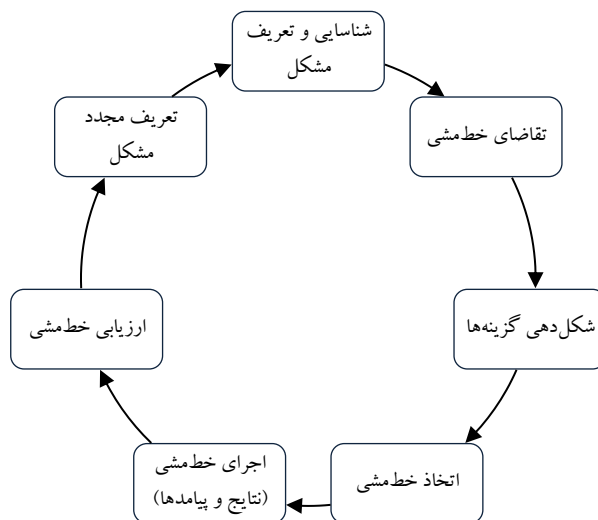 شناسایی و تعریف
مشکل
تقاضای خط‌مشی
شکل‌دهی گزینه‌ها
اتخاذ خط‌مشی
اجرای خط‌مشی
(نتایج و پیامدها)
ارزیابی خط‌مشی
تعریف مجدد
مشکل